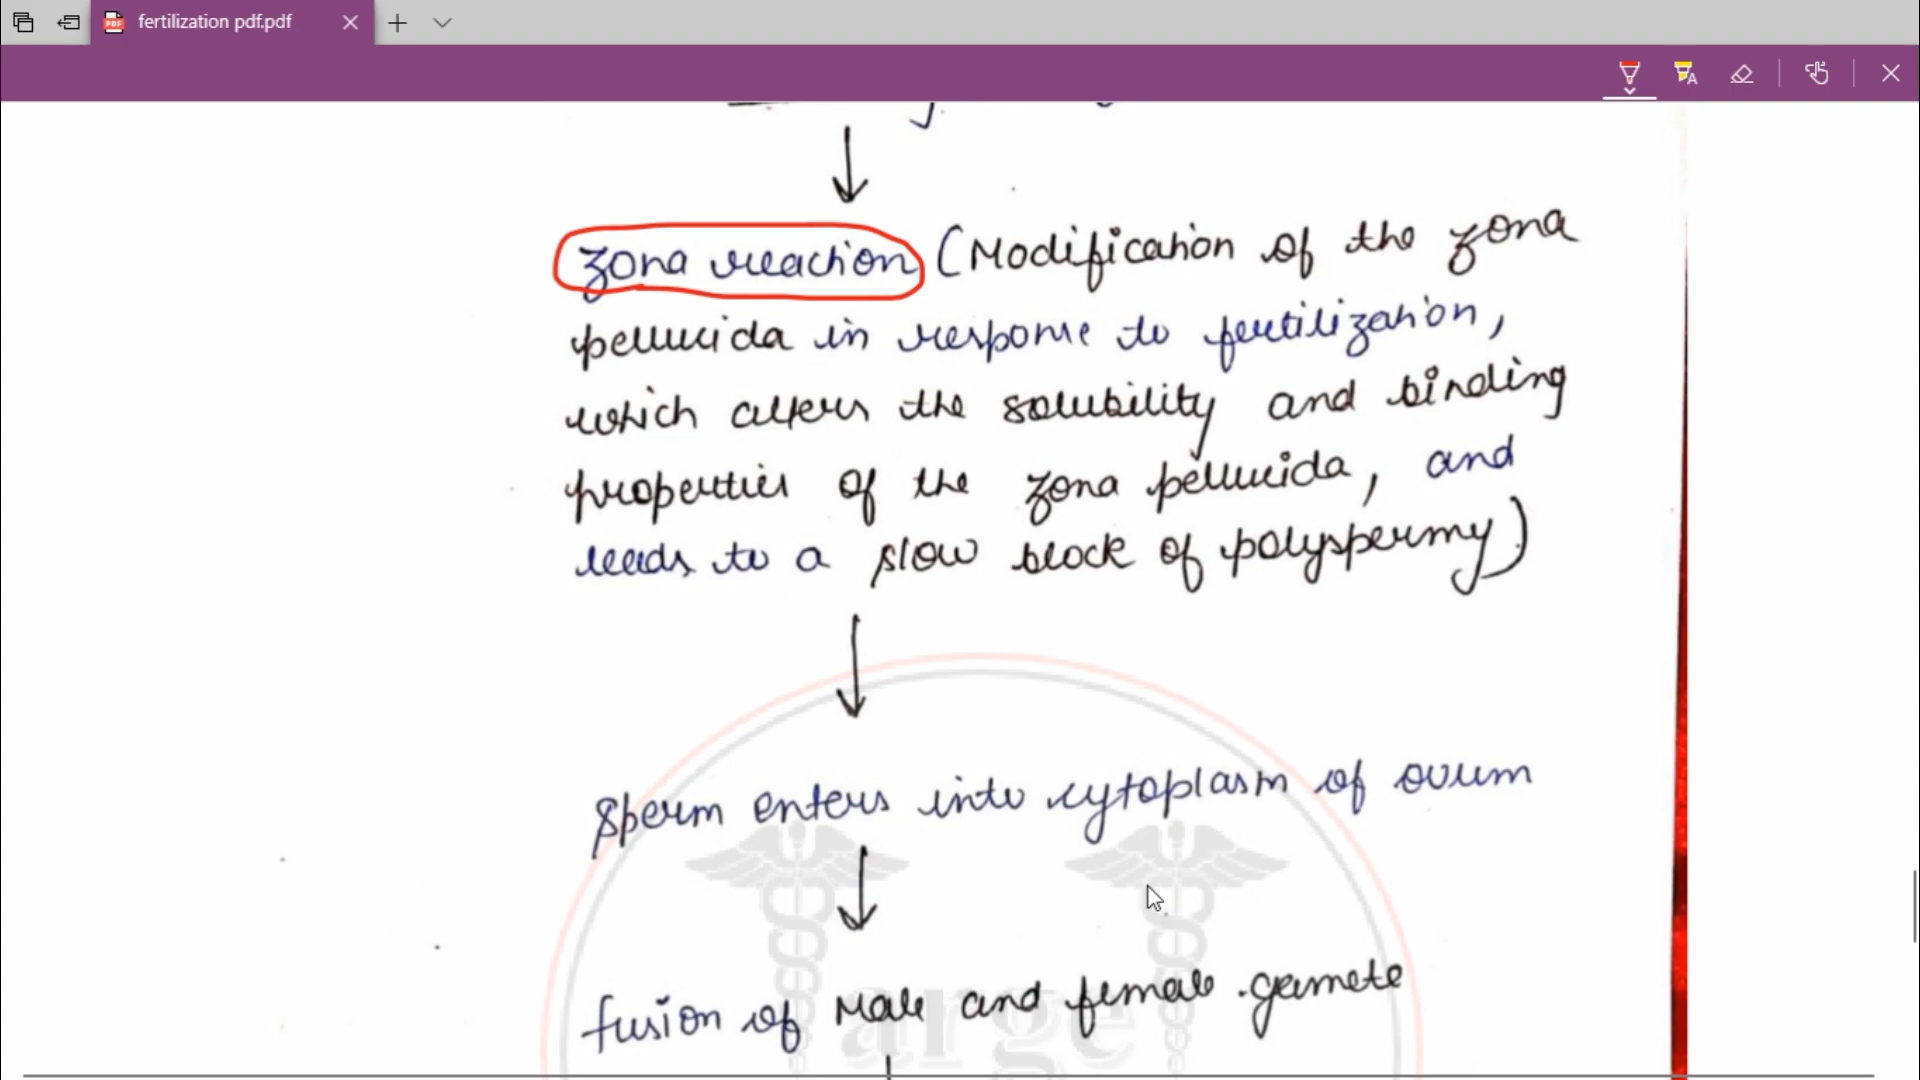 fertilization pdf.pdf
zona reaction (Modification of the zona
pellucida in response to fertilization,
which alters the solubility and binding
properties of the zona pellucida, and
leads to a slow block of polyspermy)
Sperm enters into cytoplasm of ovum
fusion of Male and female gamete
arge